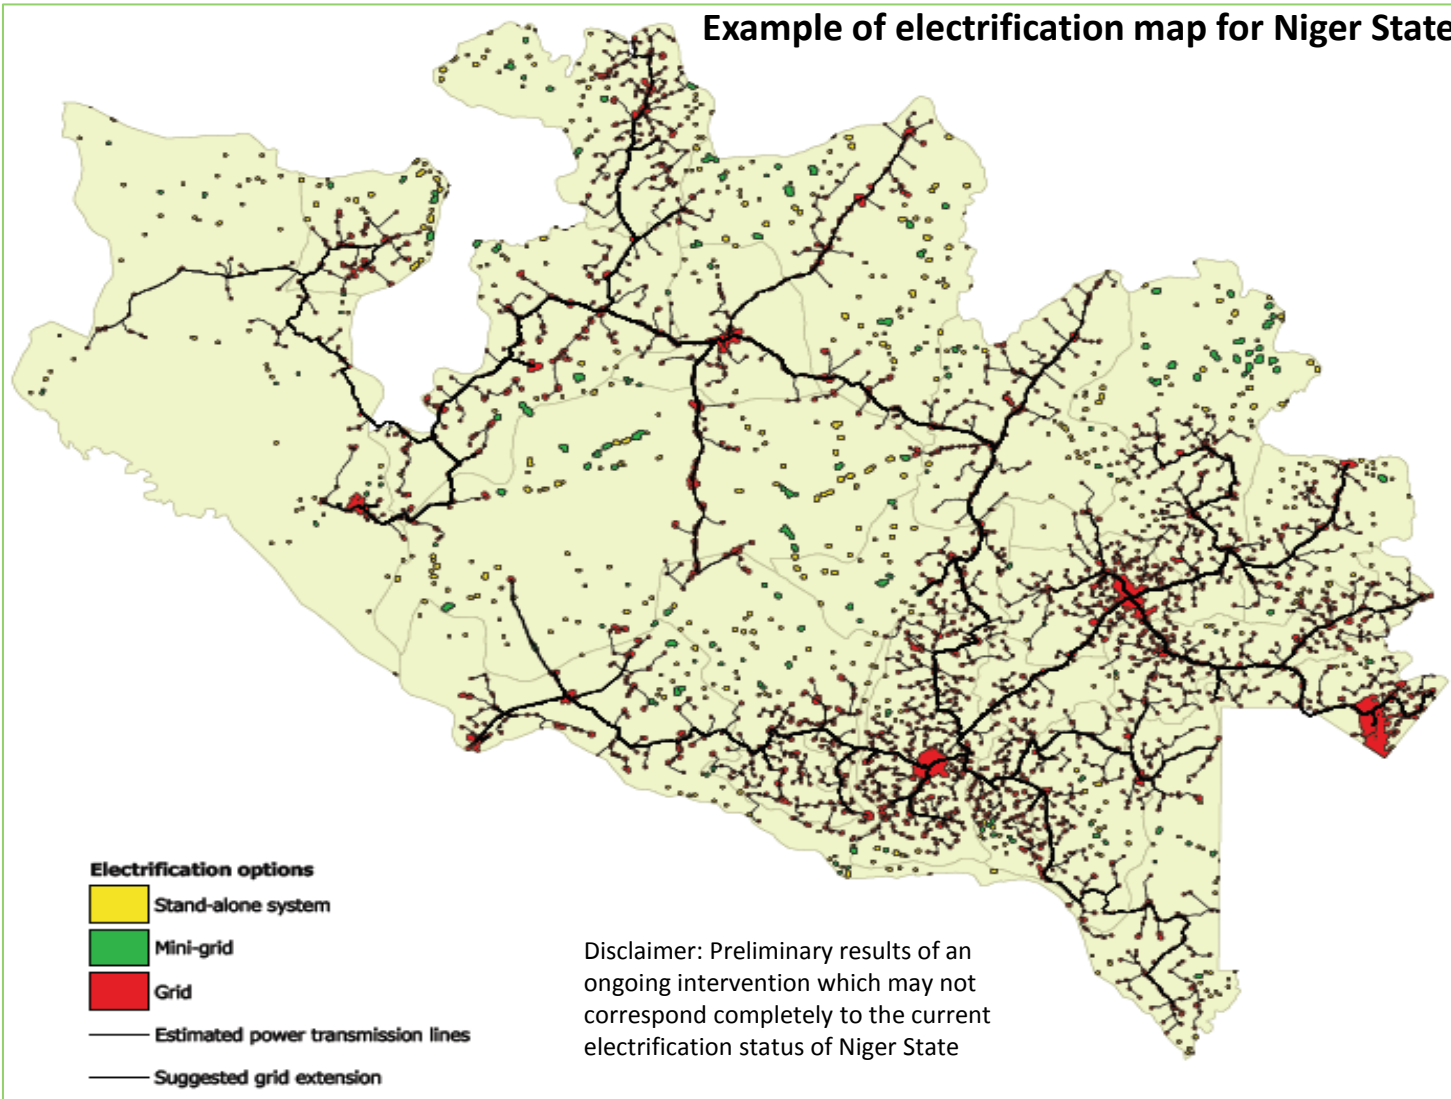 Example of electrification map for Niger State
Electrification options
Stand-alone system
Mini-grid
Grid
Estimated power transmission lines
Suggested grid extension
Disclaimer: Preliminary results of an
ongoing intervention which may not
correspond completely to the current
electrification status of Niger State